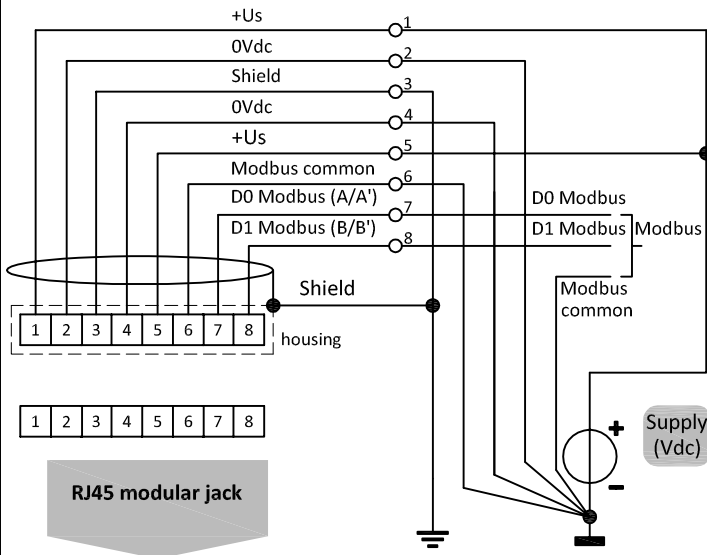 +Us
1
0Vdc
2
Shield
3
0Vdc
4
+Us
5
Modbus common
6
D0 Modbus (A/A')
7
D0 Modbus
D1 Modbus (B/B')
8
D1 Modbus
Modbus
Modbus
common
Shield
1 2 3 4 5 6 7 8
housing
1 2 3 4 5 6 7 8
+
Supply
(Vdc)
−
RJ45 modular jack